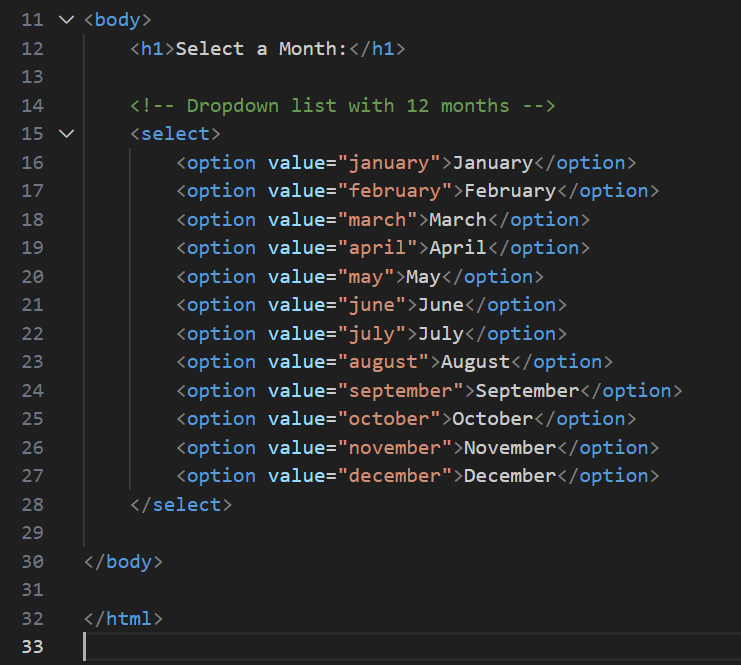 11 <body>
12     <h1>Select a Month:</h1>
13
14     <!-- Dropdown list with 12 months -->
15     <select>
16         <option value="january">January</option>
17         <option value="february">February</option>
18         <option value="march">March</option>
19         <option value="april">April</option>
20         <option value="may">May</option>
21         <option value="june">June</option>
22         <option value="july">July</option>
23         <option value="august">August</option>
24         <option value="september">September</option>
25         <option value="october">October</option>
26         <option value="november">November</option>
27         <option value="december">December</option>
28     </select>
29
30 </body>
31
32 </html>
33